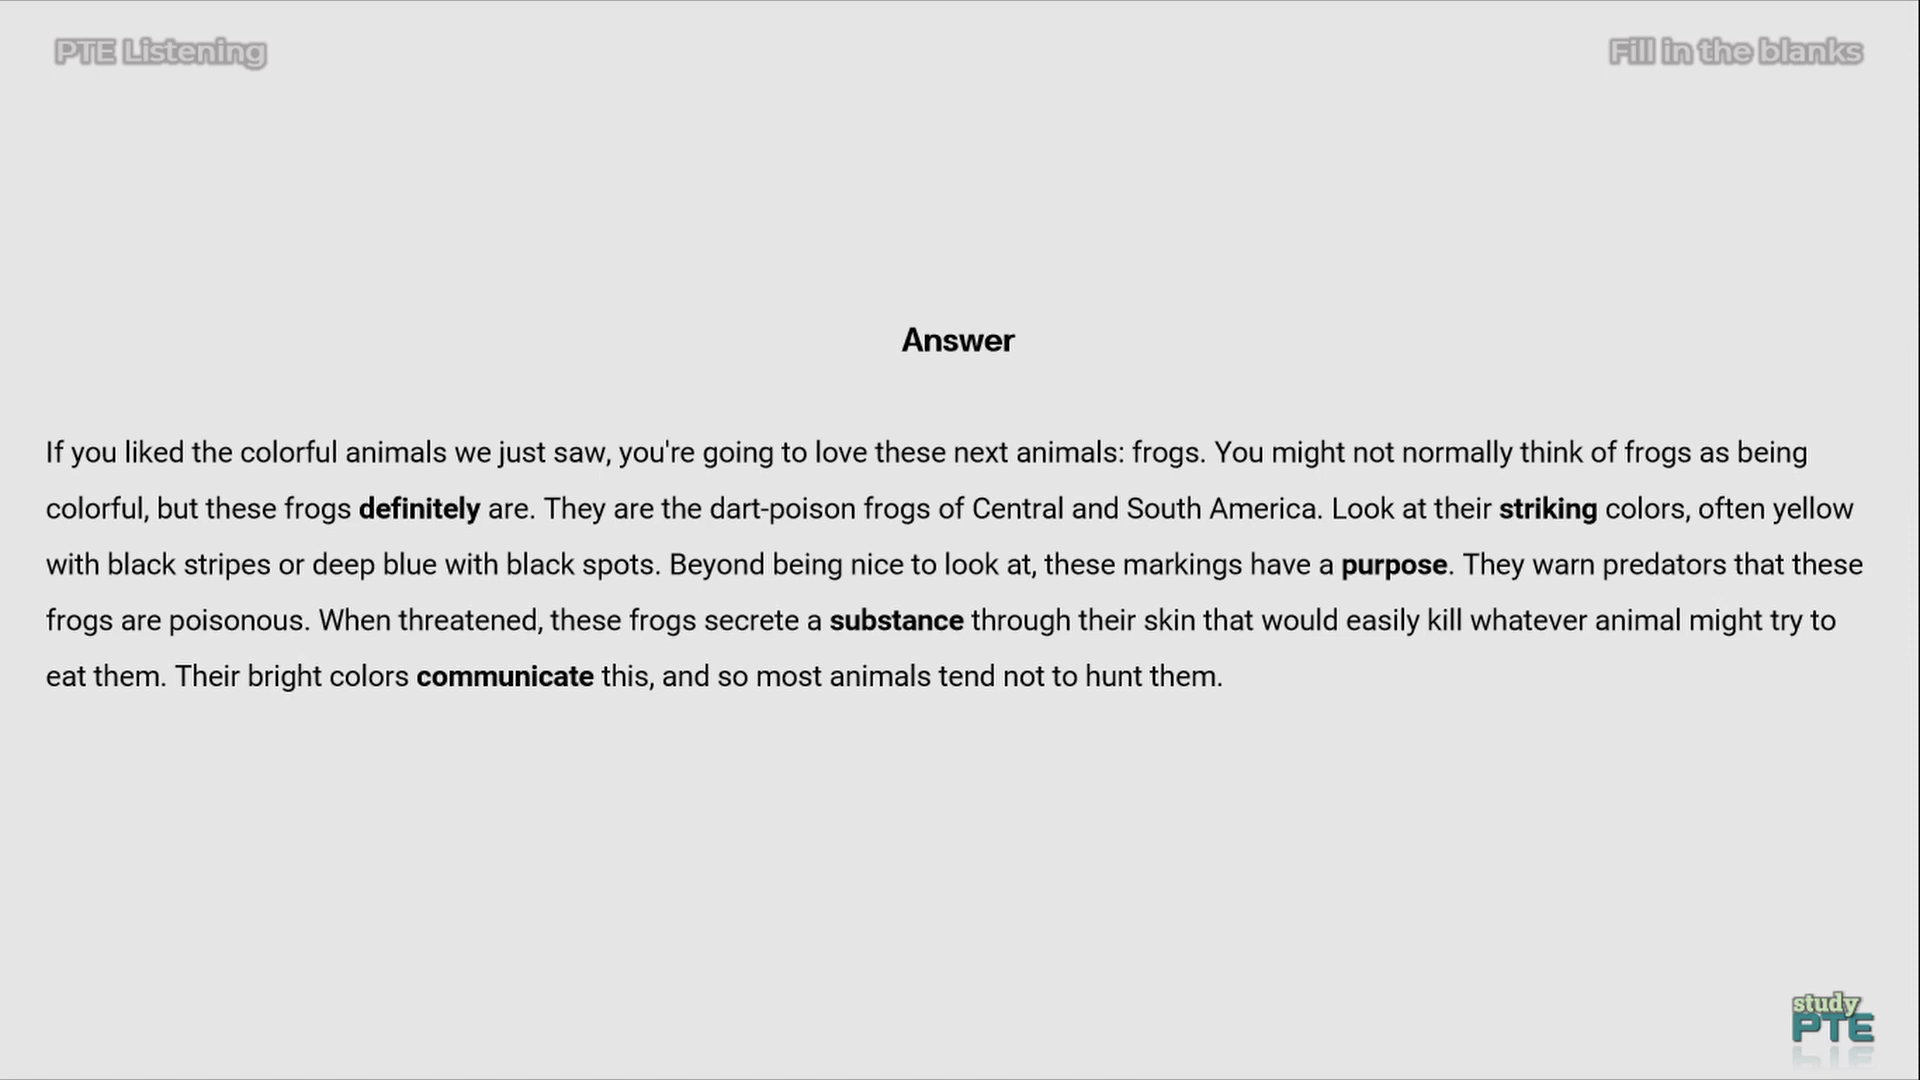 PTE Listening
Fill in the blanks
Answer
If you liked the colorful animals we just saw, you're going to love these next animals: frogs. You might not normally think of frogs as being
colorful, but these frogs definitely are. They are the dart-poison frogs of Central and South America. Look at their striking colors, often yellow
with black stripes or deep blue with black spots. Beyond being nice to look at, these markings have a purpose. They warn predators that these
frogs are poisonous. When threatened, these frogs secrete a substance through their skin that would easily kill whatever animal might try to
eat them. Their bright colors communicate this, and so most animals tend not to hunt them.
study
PTE